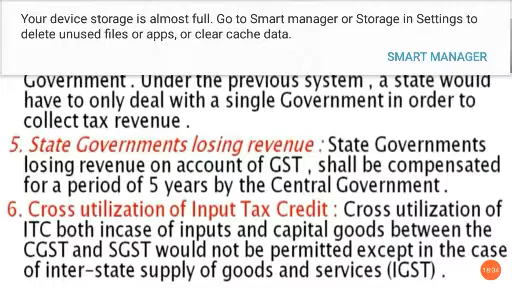 Your device storage is almost full. Go to Smart manager or Storage in Settings to
delete unused files or apps, or clear cache data.
SMART MANAGER
Government . Under the previous system , a state would
have to only deal with a single Government in order to
collect tax revenue .
5. State Governments losing revenue : State Governments
losing revenue on account of GST , shall be compensated
for a period of 5 years by the Central Government .
6. Cross utilization of Input Tax Credit : Cross utilization of
ITC both incase of inputs and capital goods between the
CGST and SGST would not be permitted except in the case
of inter-state supply of goods and services (IGST) .